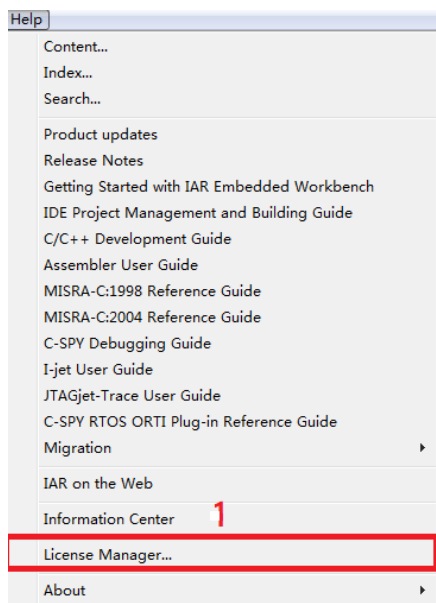 Help
Content...
Index...
Search...
Product updates
Release Notes
Getting Started with IAR Embedded Workbench
IDE Project Management and Building Guide
C/C++ Development Guide
Assembler User Guide
MISRA-C:1998 Reference Guide
MISRA-C:2004 Reference Guide
C-SPY Debugging Guide
I-jet User Guide
JTAGjet-Trace User Guide
C-SPY RTOS ORTI Plug-in Reference Guide
Migration
IAR on the Web
Information Center
1
License Manager...
About